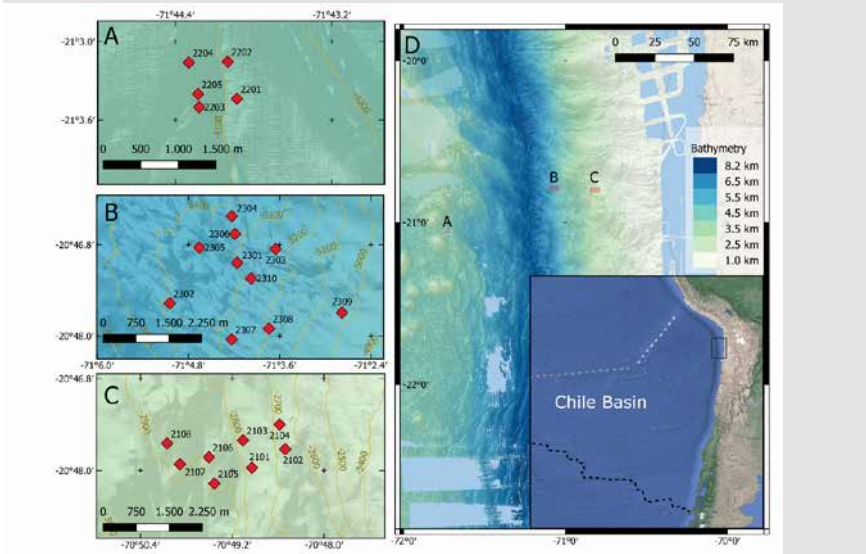 -71°44.4'
-71°43.2'
A
-21°3.0'
2204
2202
2205
2201
2203
-21°3.6'
0 500 1.000 1.500 m
B
2304
2306
-20°46.8'
2305
2301
2303
2310
2302
2309
2308
2307
-20°48.0'
0 750 1.500 2.250 m
-71°6.0' -71°4.8' -71°3.6' -71°2.4'
-20°46.8'
C
2700
2103
2104
2106
2101
2102
2107
2105
-20°48.0'
0 750 1.500 2.250 m
-70°50.4' -70°49.2' -70°48.0'
D
0 25 50 75 km
-20°0'
Bathymetry
8.2 km
6.5 km
5.5 km
4.5 km
3.5 km
2.5 km
1.0 km
B
C
A
-21°0'
-22°0'
Chile Basin
-72°0' -71°0' -70°0'